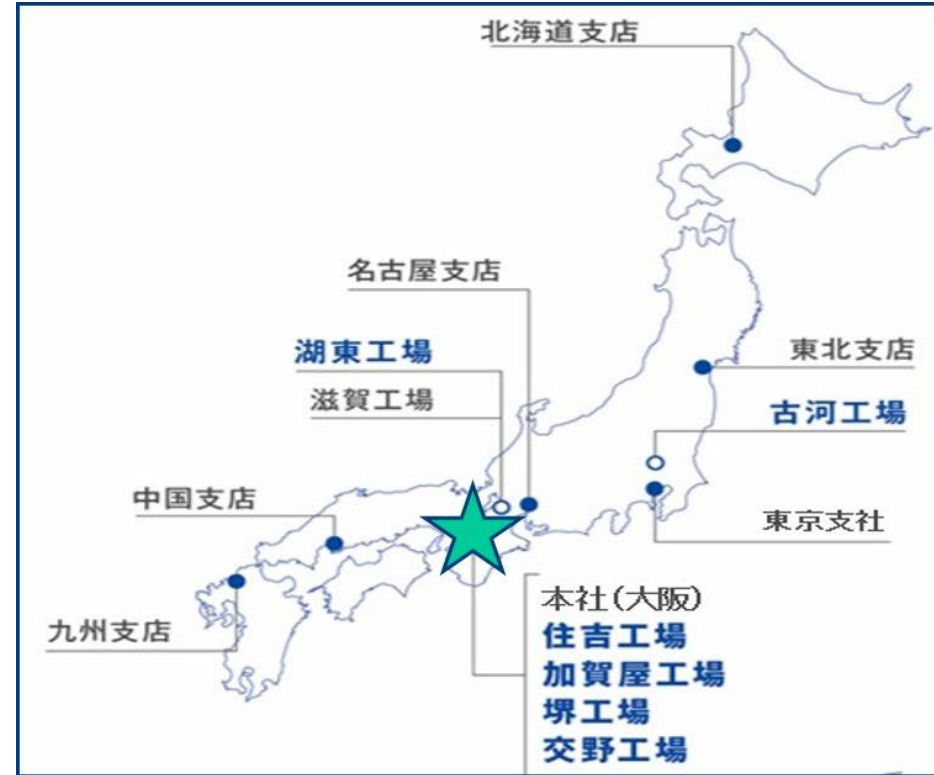 北海道支店
名古屋支店
湖東工場
滋賀工場
東北支店
古河工場
中国支店
東京支社
本社(大阪)
住吉工場
加賀屋工場
堺工場
交野工場
九州支店